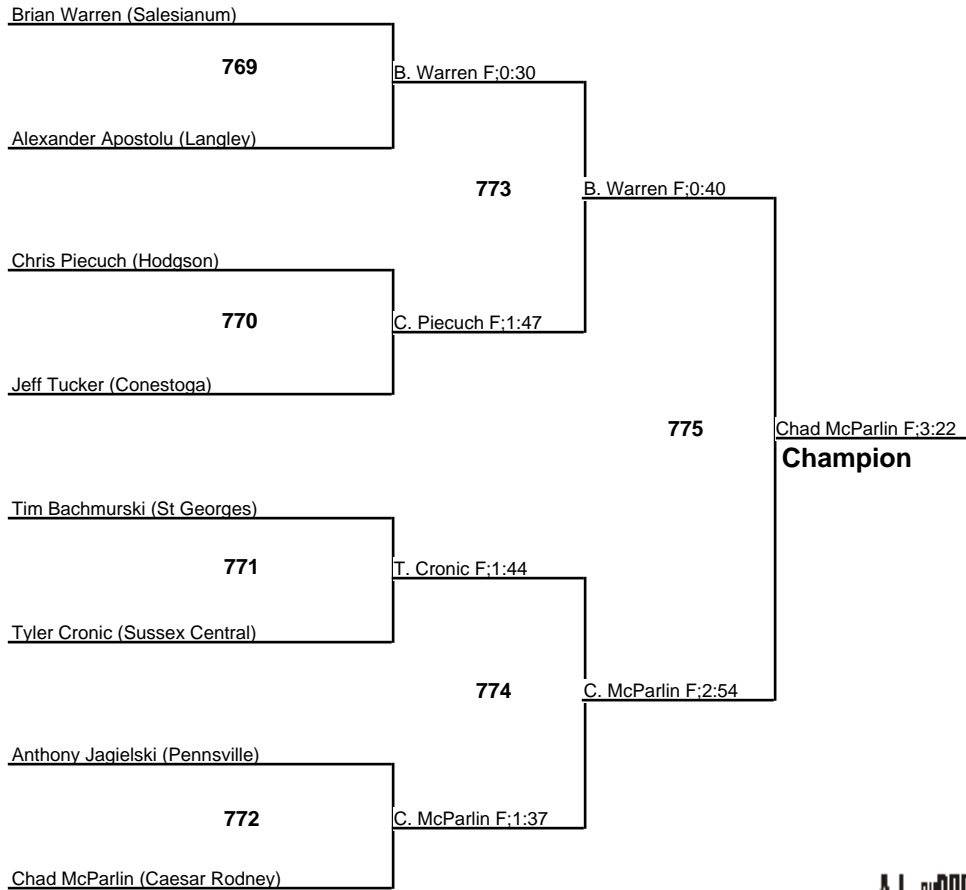 Brian Warren (Salesianum)
769
B. Warren F;0:30
Alexander Apostolu (Langley)
773
B. Warren F;0:40
Chris Piecuch (Hodgson)
770
C. Piecuch F;1:47
Jeff Tucker (Conestoga)
775
Chad McParlin F;3:22
Champion
Tim Bachmurski (St Georges)
771
T. Cronic F;1:44
Tyler Cronic (Sussex Central)
774
C. McParlin F;2:54
Anthony Jagielski (Pennsville)
772
C. McParlin F;1:37
Chad McParlin (Caesar Rodney)